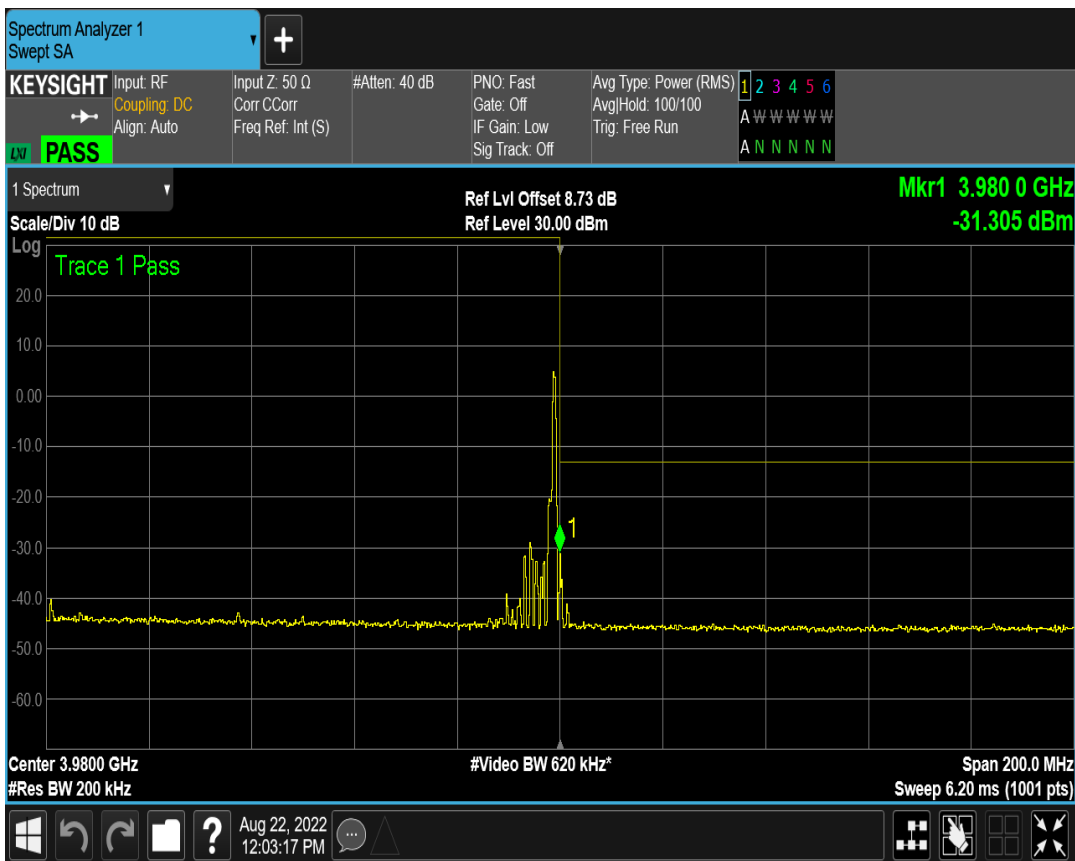 Spectrum Analyzer 1
Swept SA
+
KEYSIGHT
LXI PASS
Input: RF
Coupling: DC
Align: Auto
Input Z: 50 Ω
Corr CCorr
Freq Ref: Int (S)
#Atten: 40 dB
PNO: Fast
Gate: Off
IF Gain: Low
Sig Track: Off
Avg Type: Power (RMS)
Avg|Hold: 100/100
Trig: Free Run
1 2 3 4 5 6
A W W W W W
A N N N N N
1 Spectrum
Scale/Div 10 dB
Ref Lvl Offset 8.73 dB
Ref Level 30.00 dBm
Mkr1 3.980 0 GHz
-31.305 dBm
Log
Trace 1 Pass
20.0
10.0
0.00
-10.0
-20.0
1
-30.0
-40.0
-50.0
-60.0
Center 3.9800 GHz
#Video BW 620 kHz*
Span 200.0 MHz
#Res BW 200 kHz
Sweep 6.20 ms (1001 pts)
?
Aug 22, 2022
12:03:17 PM